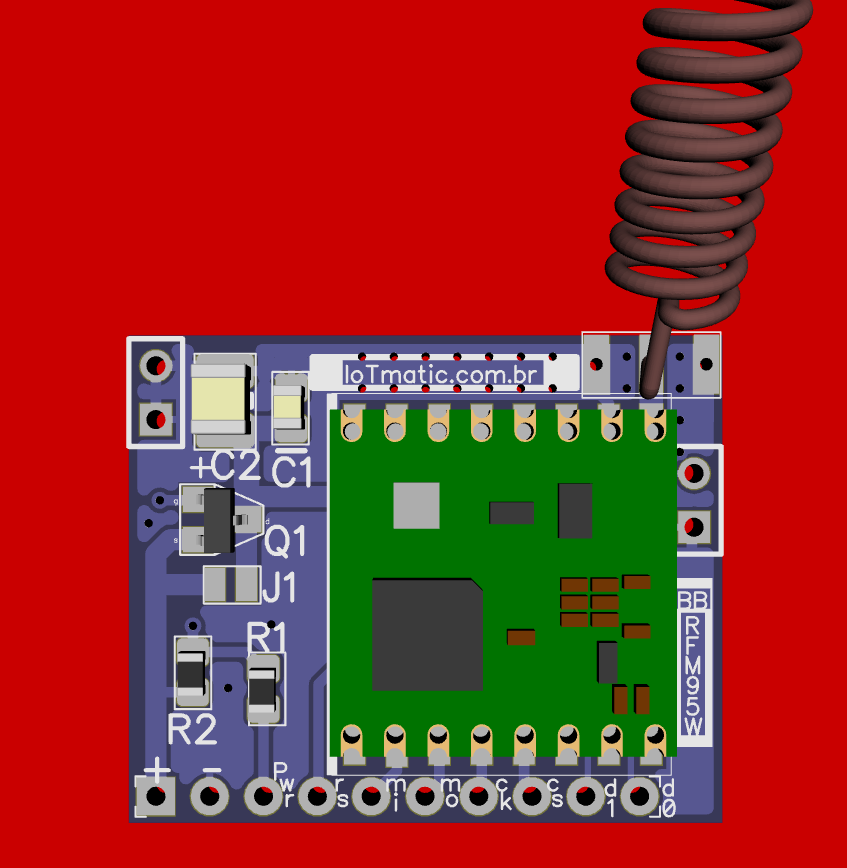 IoTmatic.com.br
+C2
C1
g
s
d
Q1
J1
R1
R2
BB
RFM95W
+
-
Pwr
rs
mi
mo
ck
cs
d1
d0